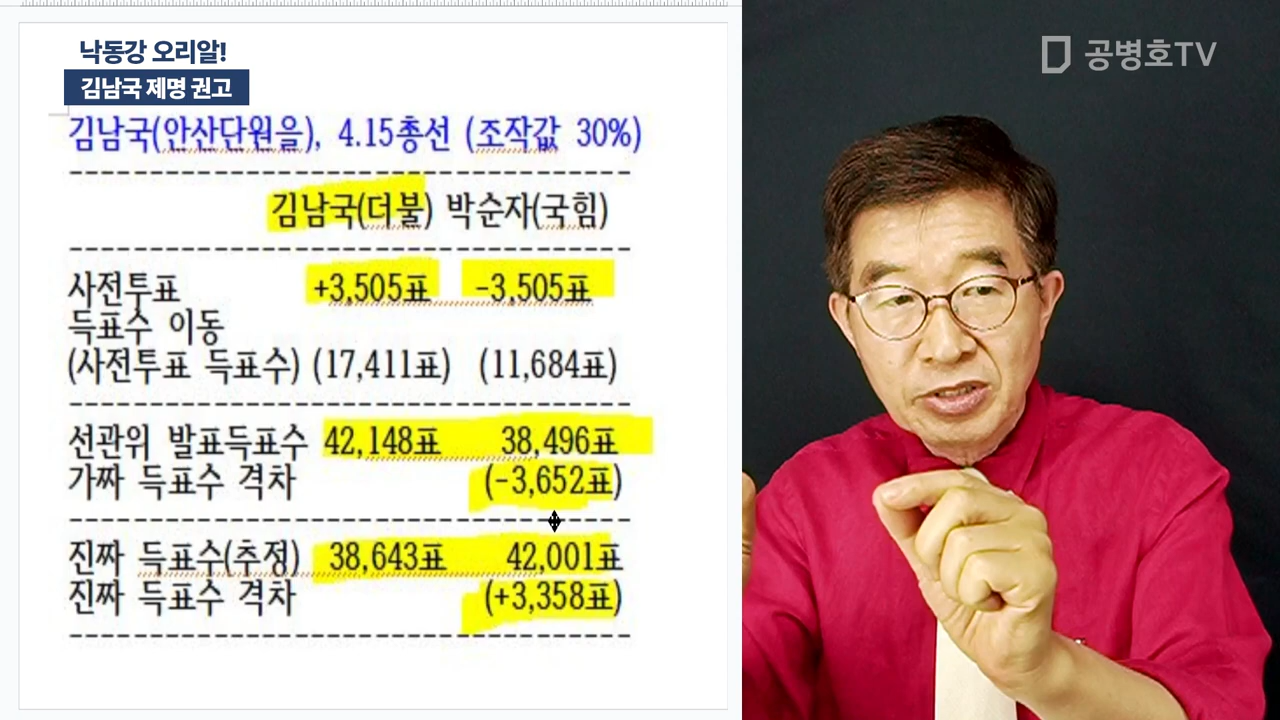 낙동강 오리알!
김남국 제명 권고
공병호TV
김남국(안산단원을), 4.15총선 (조작값 30%)
김남국(더불) 박순자(국힘)
사전투표 +3,505표 -3,505표
득표수 이동
(사전투표 득표수) (17,411표) (11,684표)
선관위 발표득표수 42,148표 38,496표
가짜 득표수 격차 (-3,652표)
진짜 득표수(추정) 38,643표 42,001표
진짜 득표수 격차 (+3,358표)